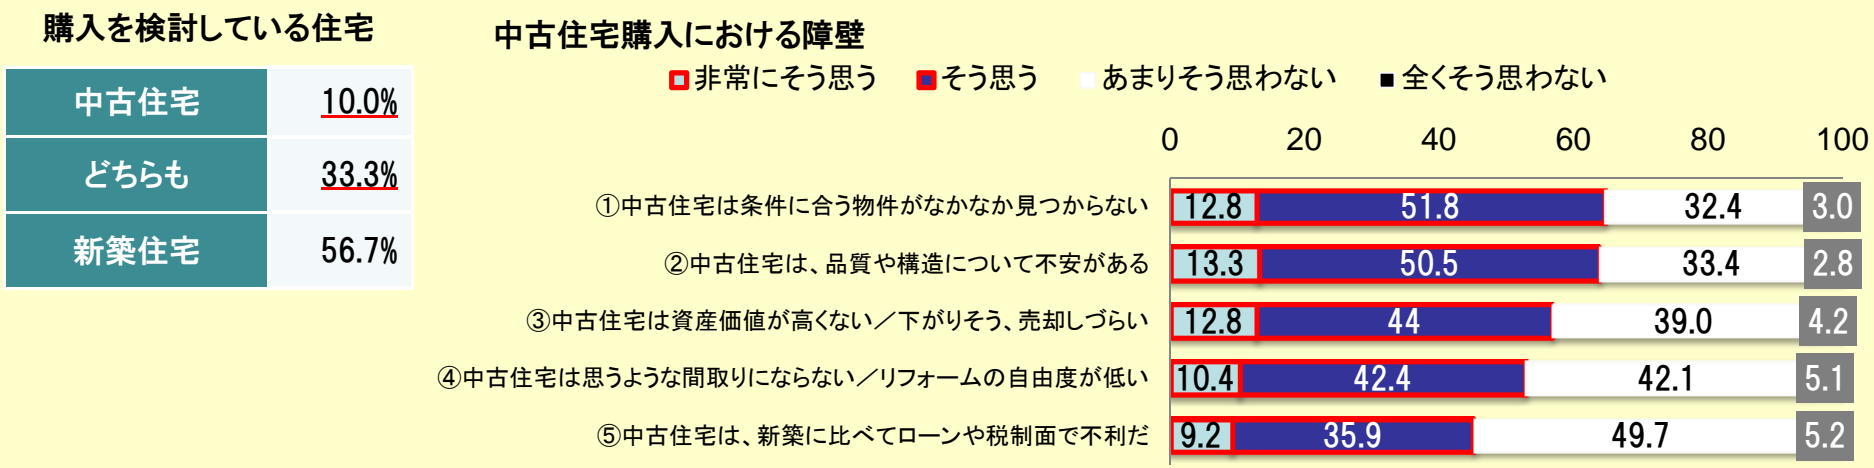 購入を検討している住宅
中古住宅 10.0%
どちらも 33.3%
新築住宅 56.7%
中古住宅購入における障壁
非常にそう思う そう思う あまりそう思わない 全くそう思わない
0 20 40 60 80 100
①中古住宅は条件に合う物件がなかなか見つからない 12.8 51.8 32.4 3.0
②中古住宅は、品質や構造について不安がある 13.3 50.5 33.4 2.8
③中古住宅は資産価値が高くない／下がりそう、売却しづらい 12.8 44 39.0 4.2
④中古住宅は思うような間取りにならない／リフォームの自由度が低い 10.4 42.4 42.1 5.1
⑤中古住宅は、新築に比べてローンや税制面で不利だ 9.2 35.9 49.7 5.2